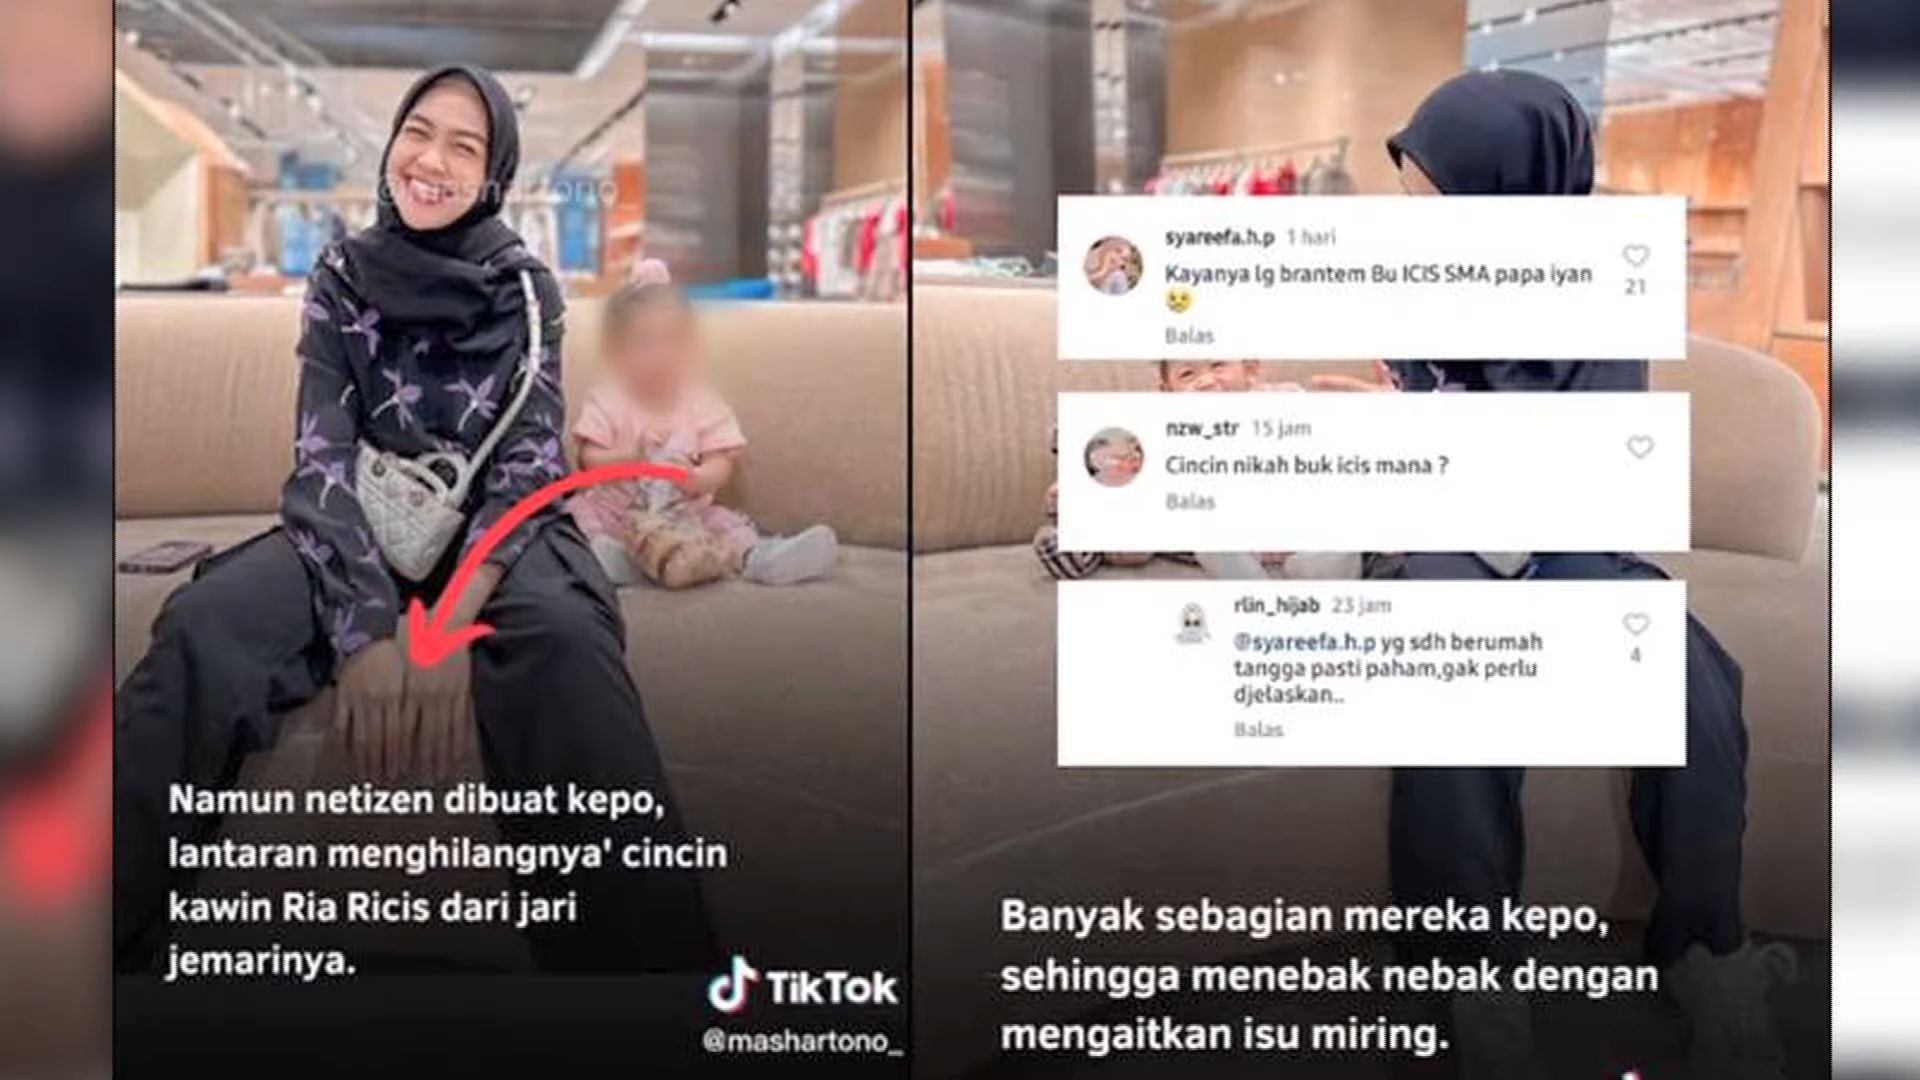 @mashartono
Namun netizen dibuat kepo,
lantaran menghilangnya' cincin
kawin Ria Ricis dari jari
jemarinya.
TikTok
@mashartono_
syareefa.h.p 1 hari
Kayanya lg brantem Bu ICIS SMA papa iyan
😢
21
Balas
nzw_str 15 jam
Cincin nikah buk icis mana ?
Balas
rlin_hijab 23 jam
@syareefa.h.p yg sdh berumah
tangga pasti paham,gak perlu
djelaskan..
4
Balas
Banyak sebagian mereka kepo,
sehingga menebak nebak dengan
mengaitkan isu miring.